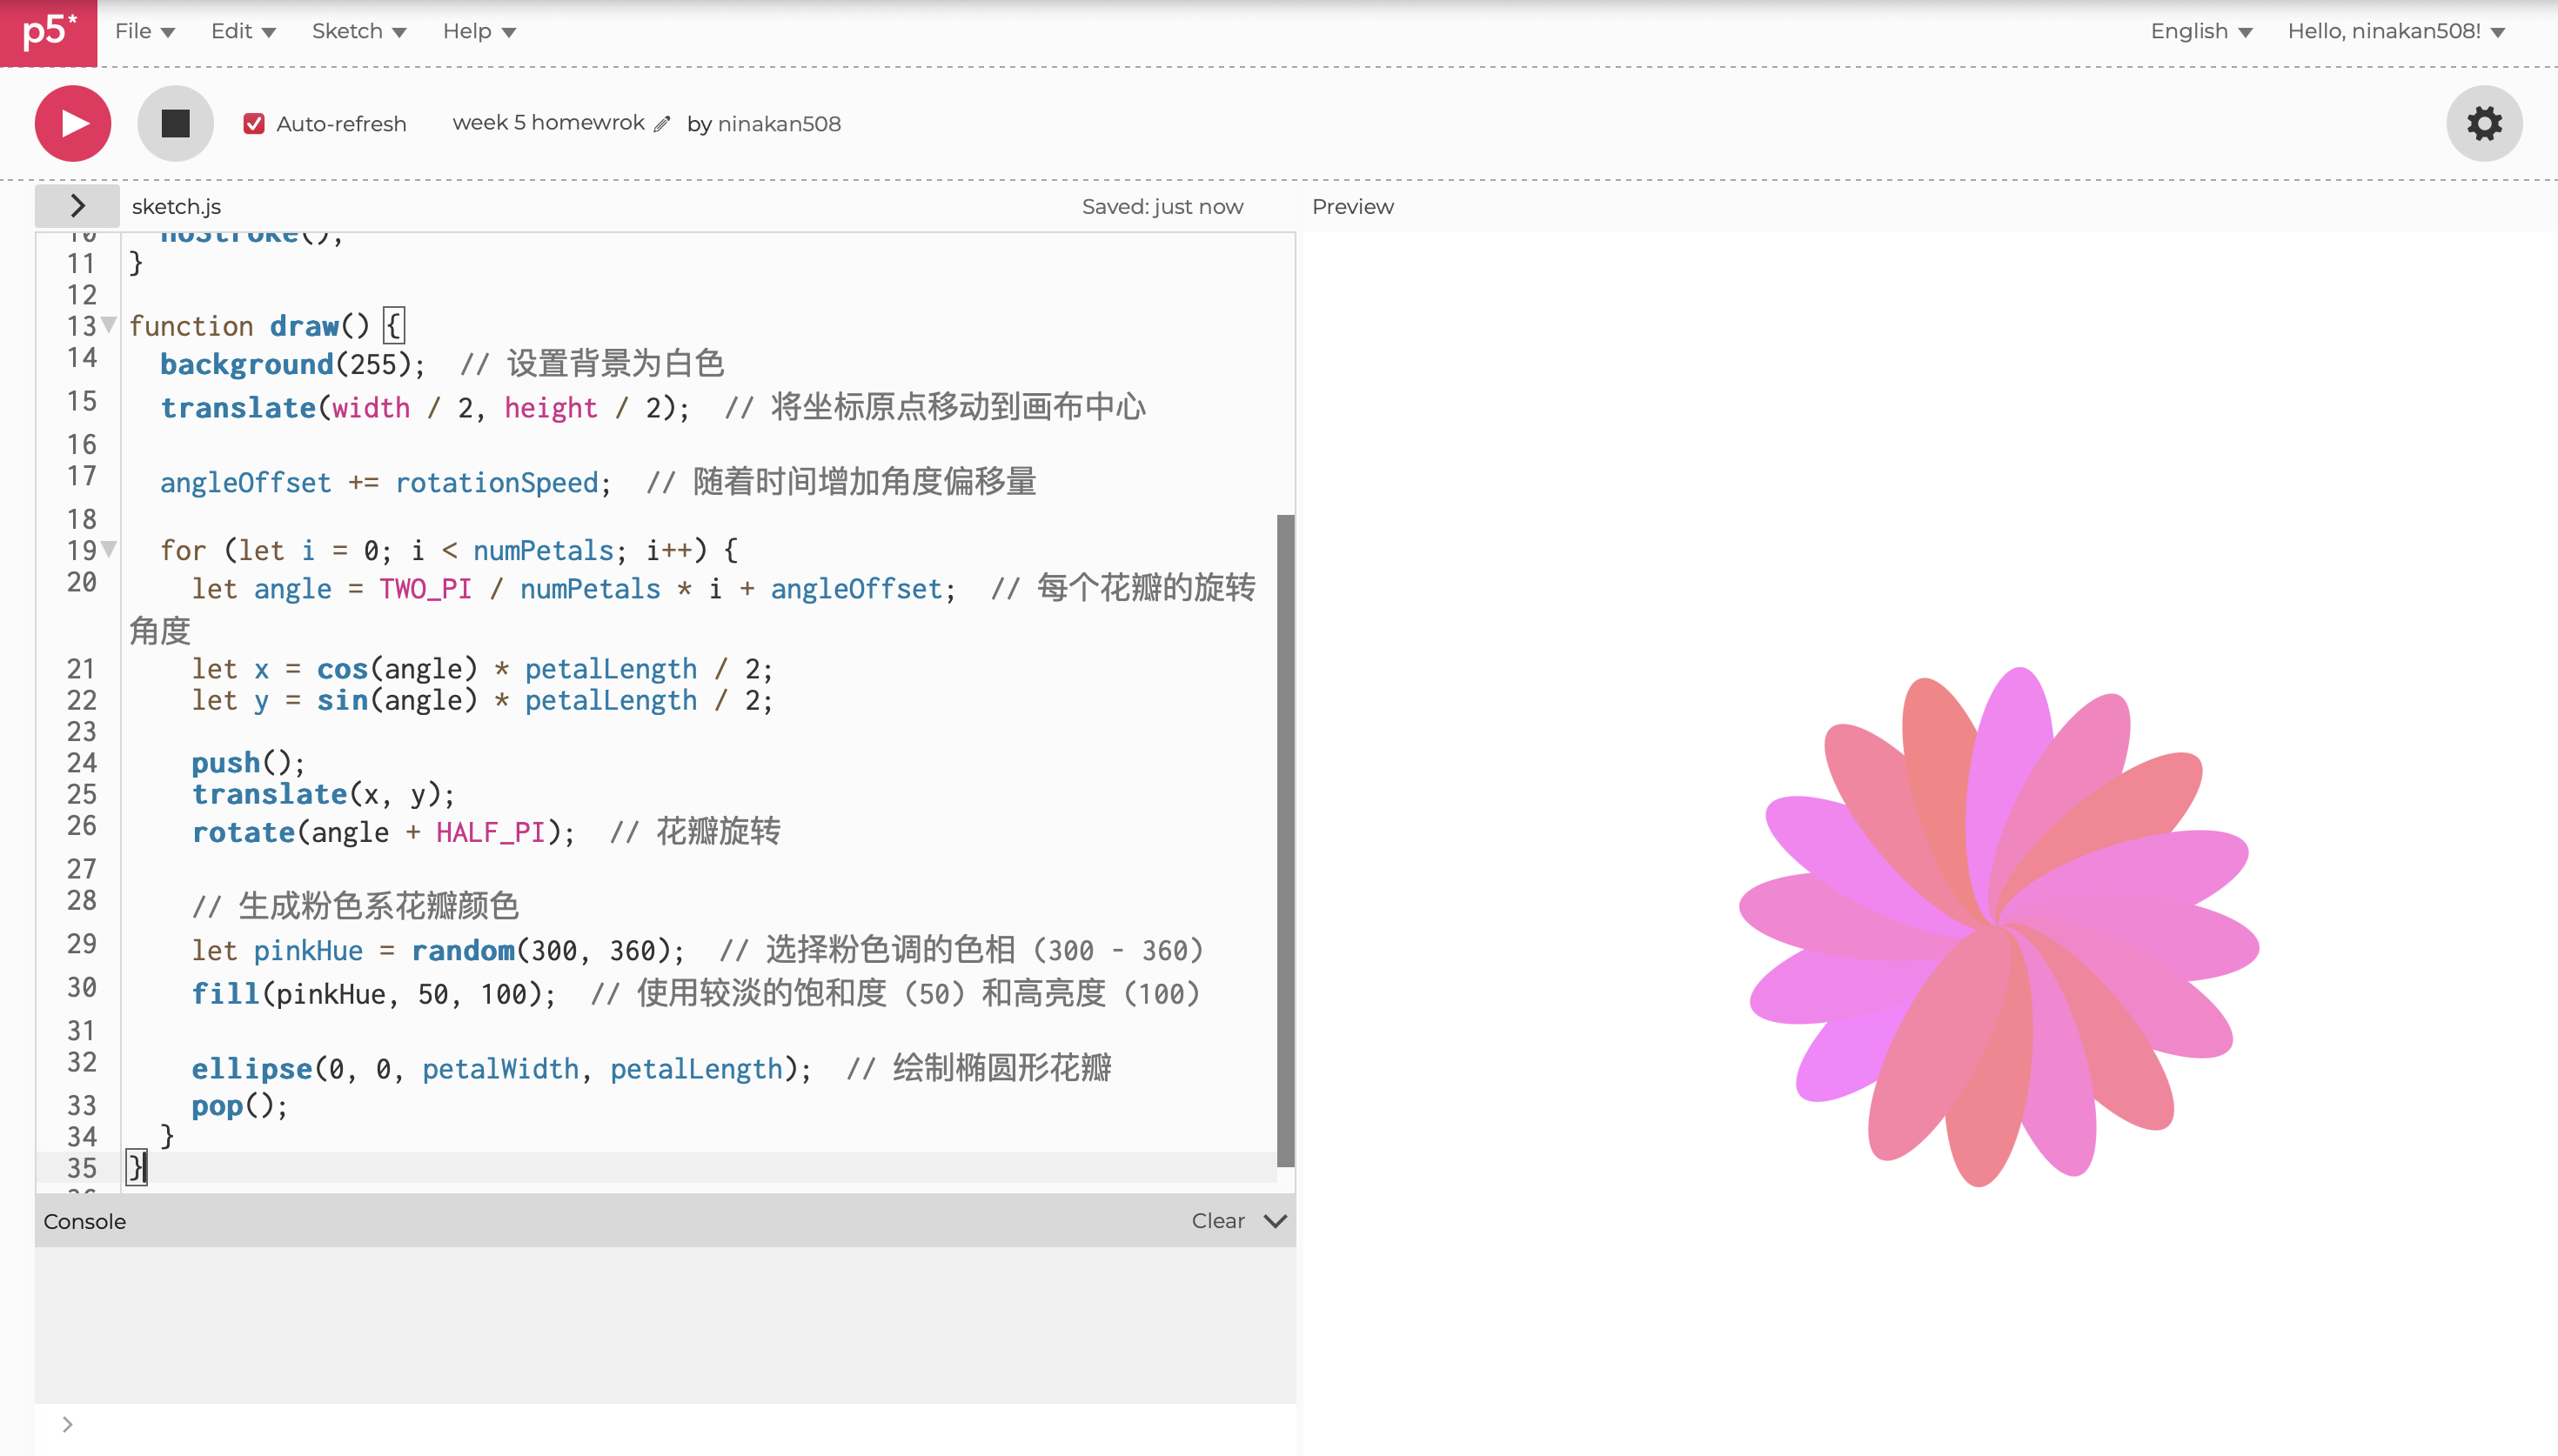 p5*
File Edit Sketch Help English Hello, ninakan508!
Auto-refresh week 5 homewrok by ninakan508
sketch.js Saved: just now Preview
10 noStroke();
11 }
12
13 function draw() {
14 background(255); // 设置背景为白色
15 translate(width / 2, height / 2); // 将坐标原点移动到画布中心
16
17 angleOffset += rotationSpeed; // 随着时间增加角度偏移量
18
19 for (let i = 0; i < numPetals; i++) {
20 let angle = TWO_PI / numPetals * i + angleOffset; // 每个花瓣的旋转
角度
21 let x = cos(angle) * petalLength / 2;
22 let y = sin(angle) * petalLength / 2;
23
24 push();
25 translate(x, y);
26 rotate(angle + HALF_PI); // 花瓣旋转
27
28 // 生成粉色系花瓣颜色
29 let pinkHue = random(300, 360); // 选择粉色调的色相（300 - 360）
30 fill(pinkHue, 50, 100); // 使用较淡的饱和度（50）和高亮度（100）
31
32 ellipse(0, 0, petalWidth, petalLength); // 绘制椭圆形花瓣
33 pop();
34 }
35 }
Console Clear